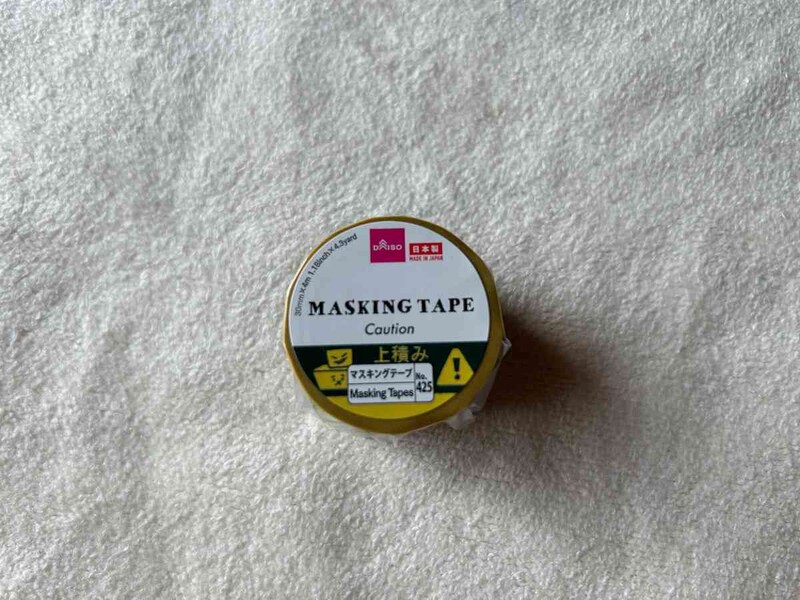 DAISO
日本製
MADE IN JAPAN
30mm×4m 1.18inch×4.3yard
MASKING TAPE
Caution
上積み
マスキングテープ
Masking Tapes
No.
425